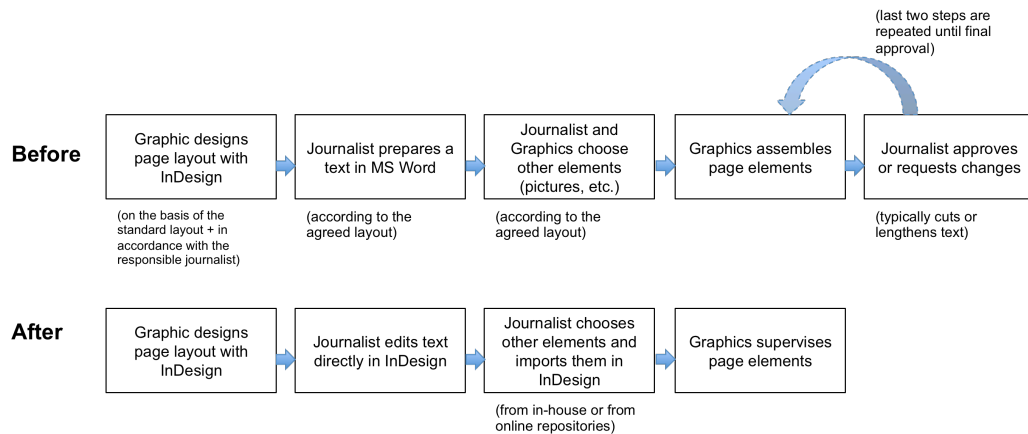 (last two steps are
repeated until final
approval)
Before
Graphic designs
page layout with
InDesign
Journalist prepares a
text in MS Word
Journalist and
Graphics choose
other elements
(pictures, etc.)
Graphics assembles
page elements
Journalist approves
or requests changes
(on the basis of the
standard layout + in
accordance with the
responsible journalist)
(according to the
agreed layout)
(according to the
agreed layout)
(typically cuts or
lengthens text)
After
Graphic designs
page layout with
InDesign
Journalist edits text
directly in InDesign
Journalist chooses
other elements and
imports them in
InDesign
Graphics supervises
page elements
(from in-house or from
online repositories)